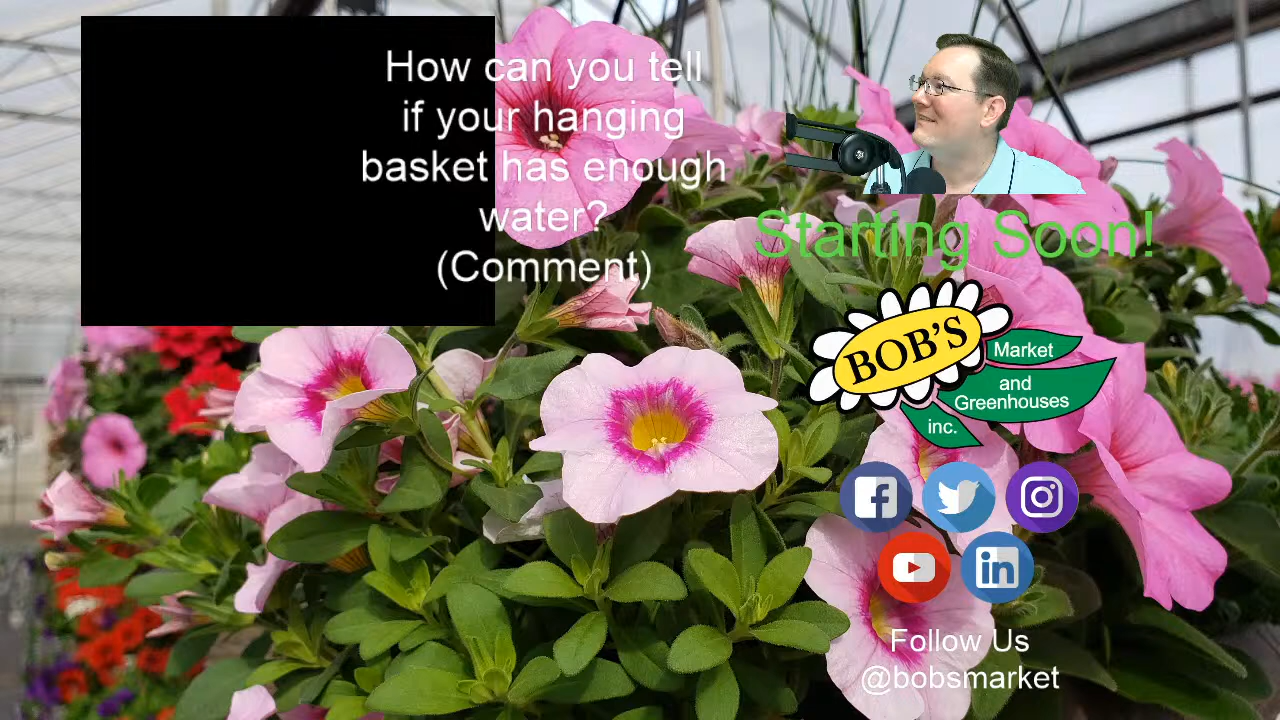 How can you tell
if your hanging
basket has enough
water?
(Comment)
Starting Soon!
BOB'S
Market
and
Greenhouses
inc.
Follow Us
@bobsmarket